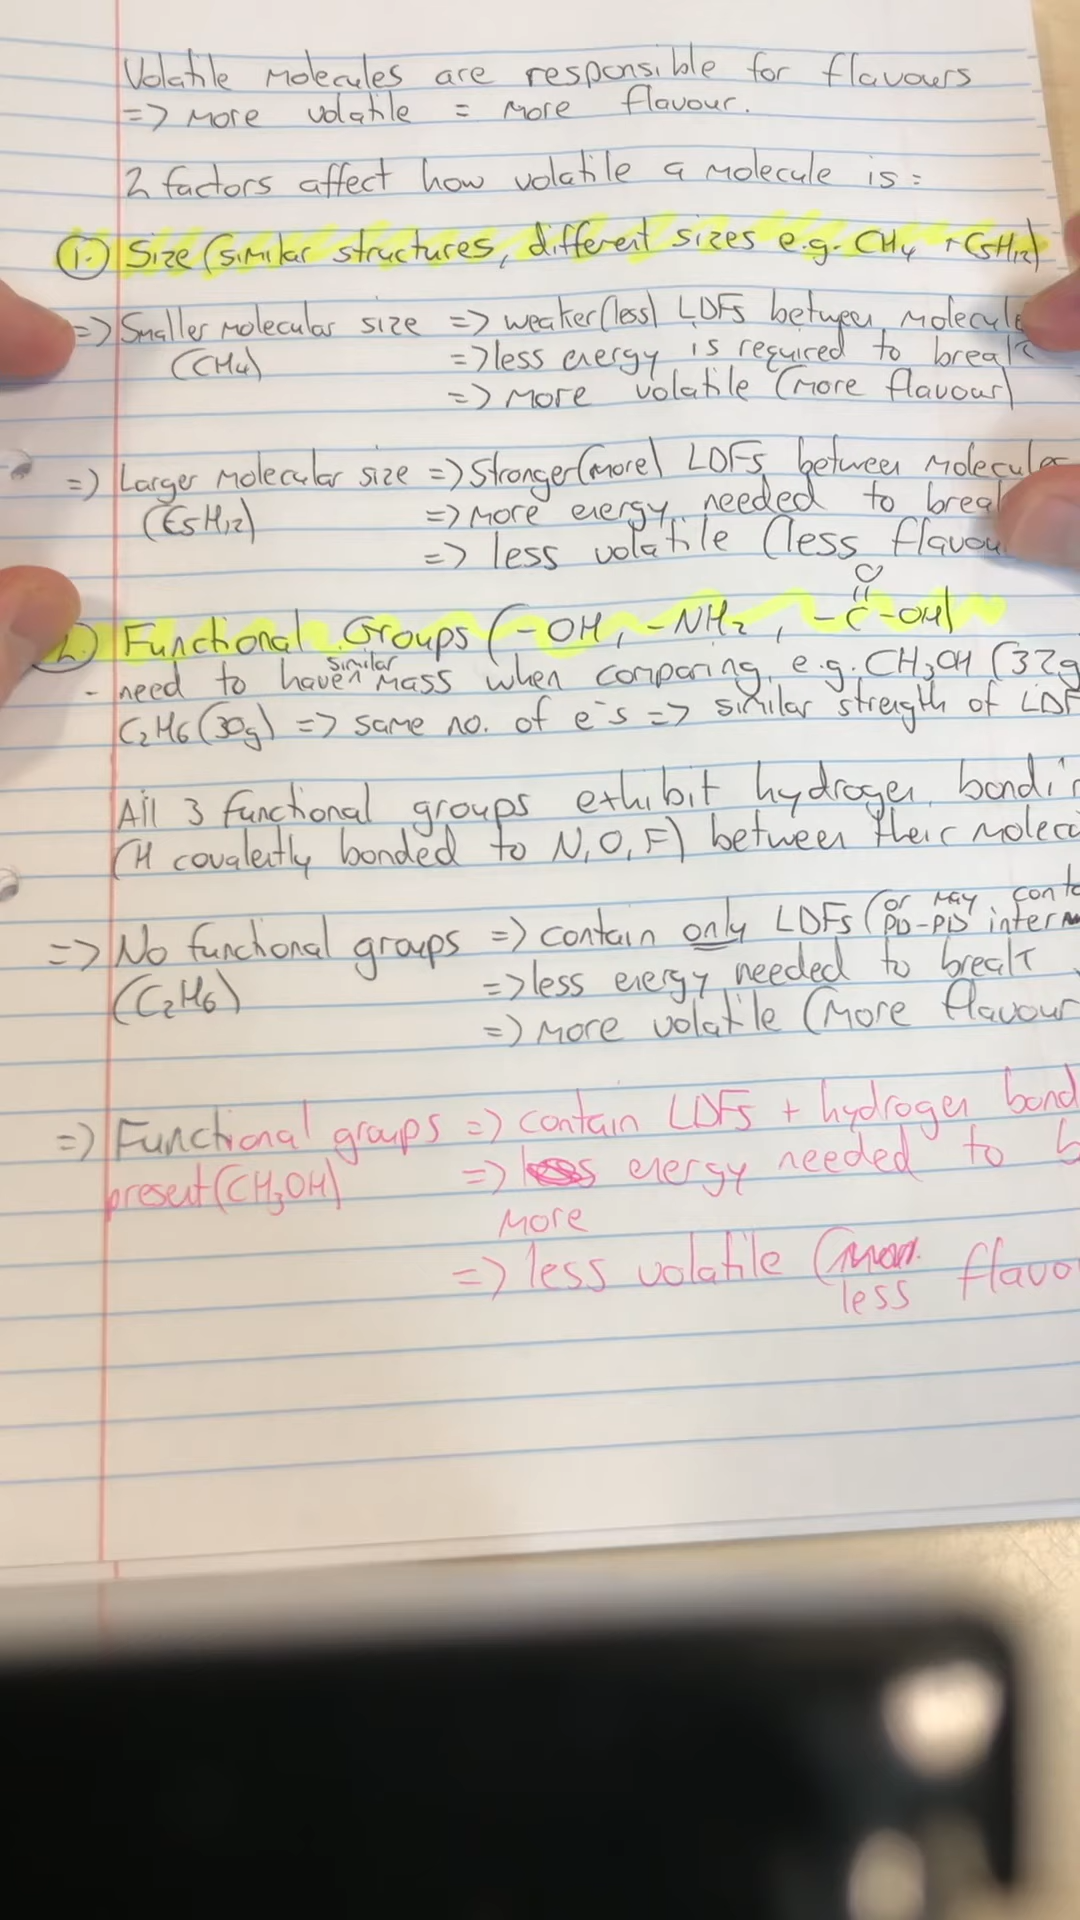 Volatile molecules are responsible for flavours
=> more volatile = more flavour.
2 factors affect how volatile a molecule is:
1.) Size (similar structures, different sizes e.g. CH4 + C5H12)
=> Smaller molecular size => weaker (less) LDFs between molecule
(CH4) => less energy is required to break
=> more volatile (more flavour)
=> Larger molecular size => Stronger (more) LDFs between molecules
(C5H12) => more energy needed to break
=> less volatile (less flavou
O
2.) Functional Groups (-OH, -NH2, -C-OH)
similar
- need to have mass when comparing, e.g. CH3OH (32g
C2H6 (30g) => same no. of e-s => similar strength of LDF
All 3 functional groups exhibit hydrogen bondi
(H covalently bonded to N, O, F) between their molecu
(or may conta
=> No functional groups => contain only LDFs PD-PD interm
(C2H6) => less energy needed to break
=> more volatile (more flavour
=> Functional groups => contain LDFs + hydrogen bond
present (CH3OH) => less energy needed to b
more
=> less volatile ( flavo
less